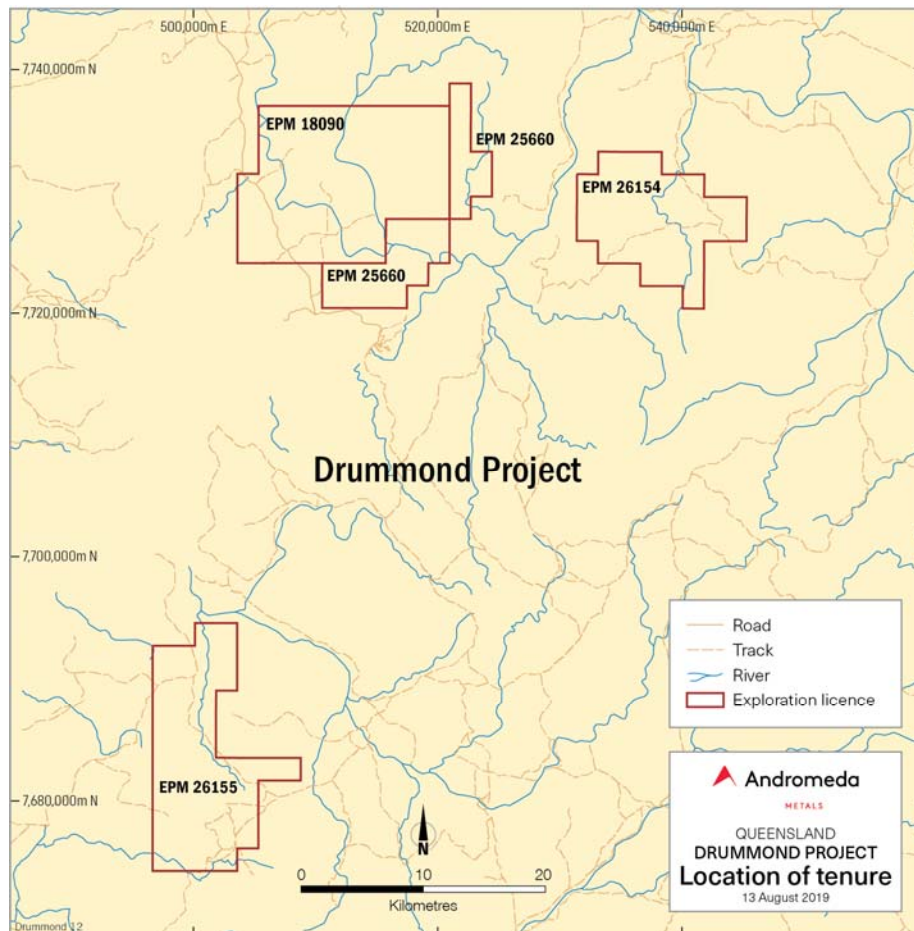 500,000m E
520,000m E
540,000m E
7,740,000m N
EPM 18090
EPM 25660
EPM 26154
EPM 25660
7,720,000m N
Drummond Project
7,700,000m N
Road
Track
River
Exploration licence
EPM 26155
7,680,000m N
N
0 10 20
Kilometres
Andromeda
METALS
QUEENSLAND
DRUMMOND PROJECT
Location of tenure
13 August 2019
Drummond 12